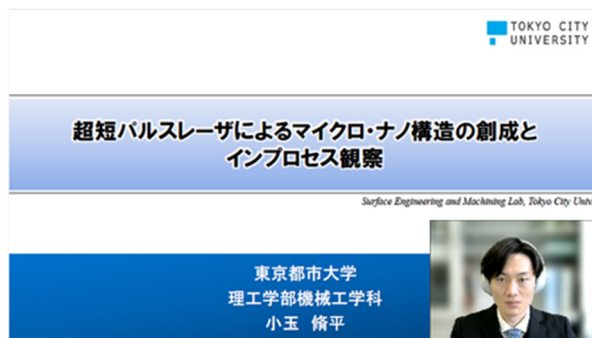 TOKYO CITY
UNIVERSITY
超短パルスレーザによるマイクロ・ナノ構造の創成と
インプロセス観察
Surface Engineering and Machining Lab, Tokyo City
東京都市大学
理工学部機械工学科
小玉 脩平